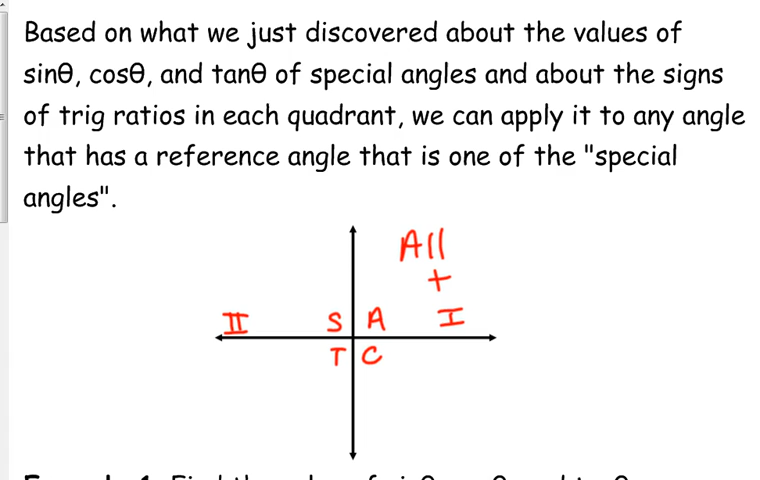 Based on what we just discovered about the values of
sinθ, cosθ, and tanθ of special angles and about the signs
of trig ratios in each quadrant, we can apply it to any angle
that has a reference angle that is one of the "special
angles".
All
+
II S A I
T C